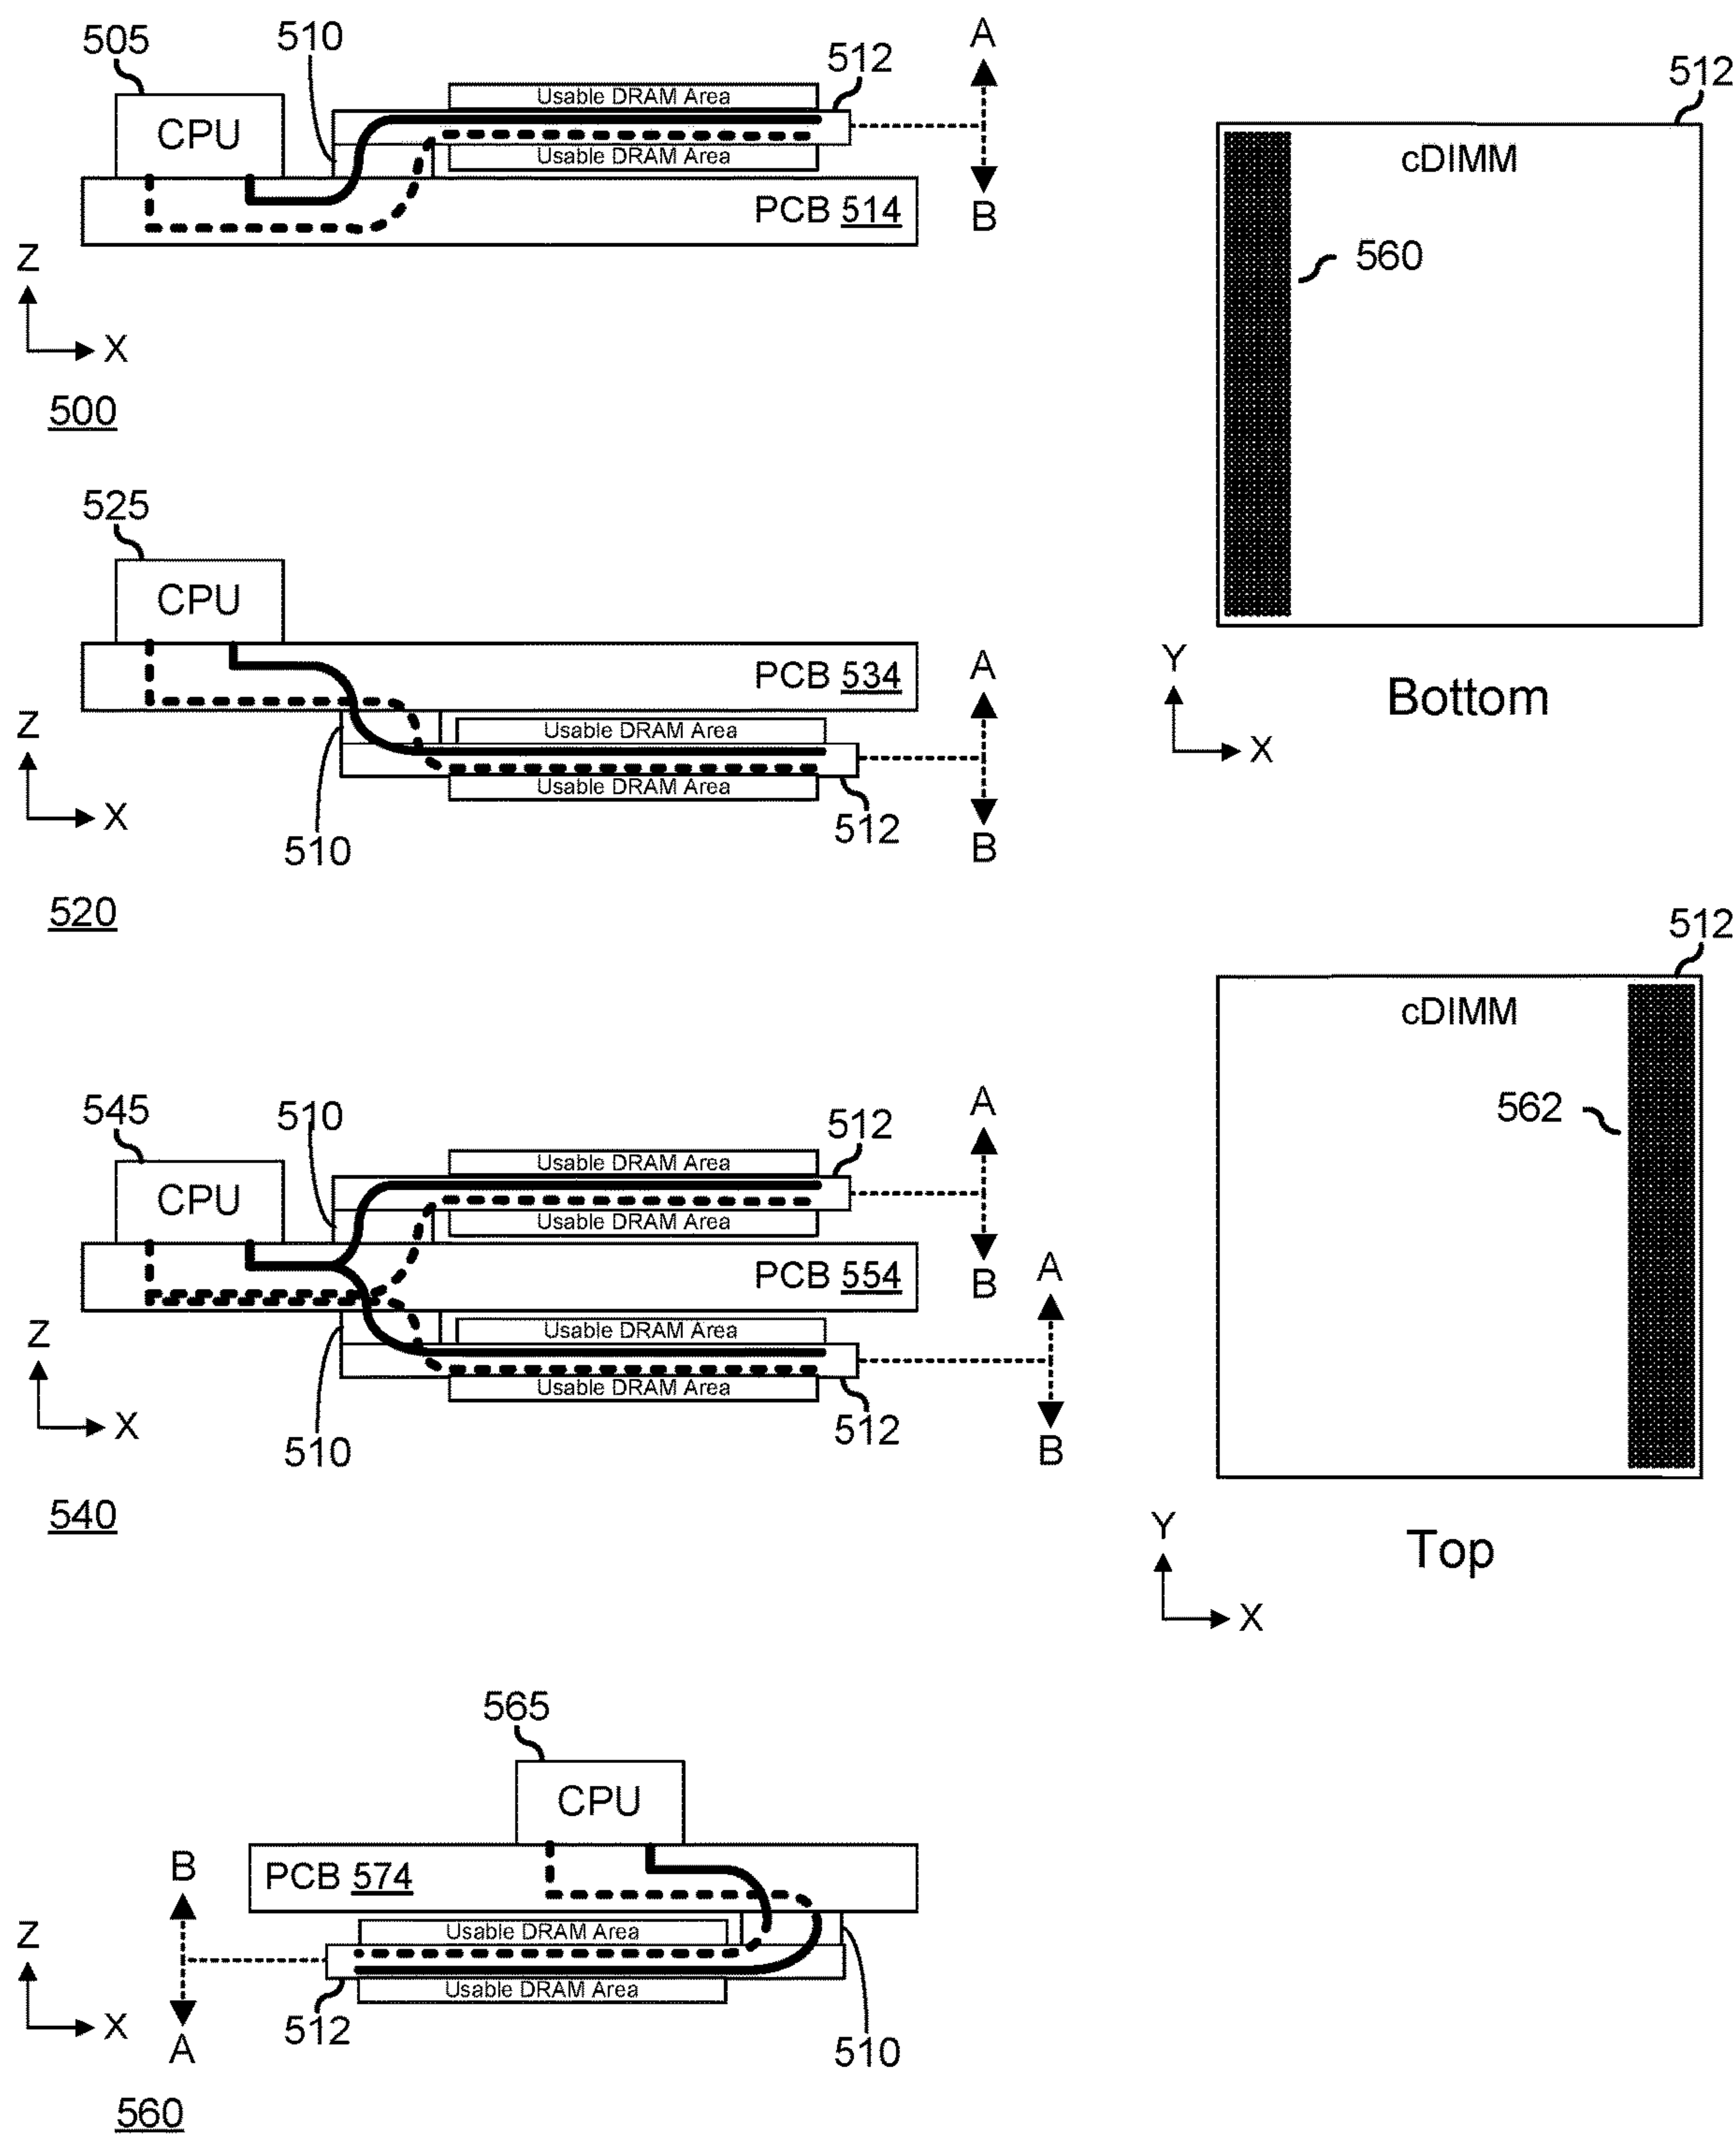 505
510
512
A
Usable DRAM Area
CPU
Usable DRAM Area
PCB 514
B
Z
X
500
512
cDIMM
560
Y
X
Bottom
525
CPU
PCB 534
A
Z
Usable DRAM Area
X
Usable DRAM Area
510
512
B
520
512
cDIMM
562
Y
X
Top
545
510
512
A
Usable DRAM Area
CPU
Usable DRAM Area
PCB 554
B
A
Z
Usable DRAM Area
X
Usable DRAM Area
510
512
B
540
565
CPU
B
PCB 574
Z
Usable DRAM Area
X
Usable DRAM Area
512
510
A
560